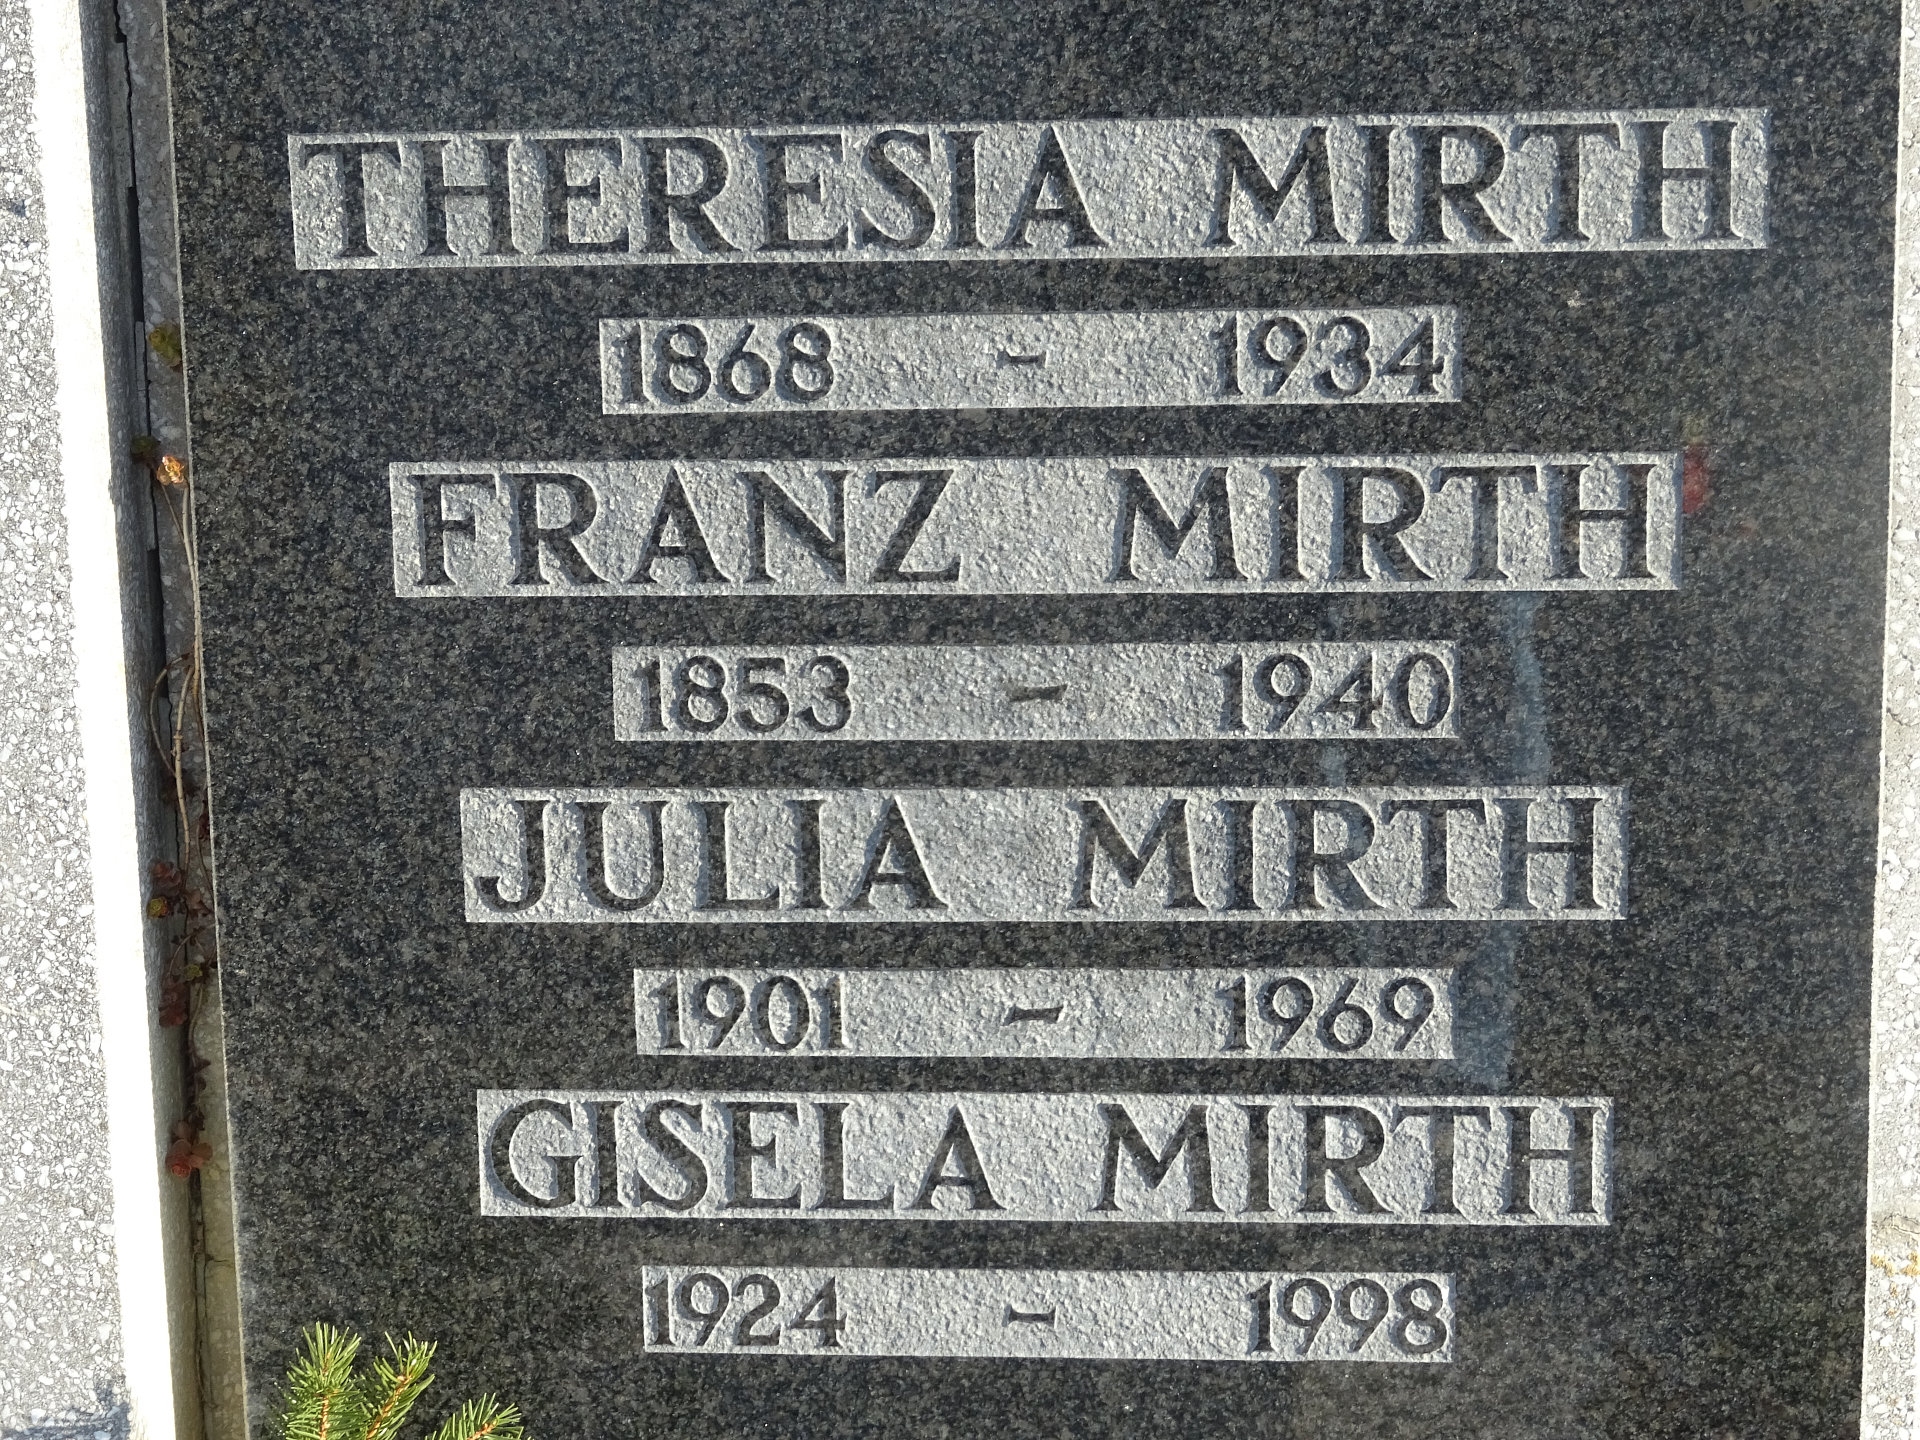 THERESIA MIRTH
1868 - 1934
FRANZ MIRTH
1853 - 1940
JULIA MIRTH
1901 - 1969
GISELA MIRTH
1924 - 1998